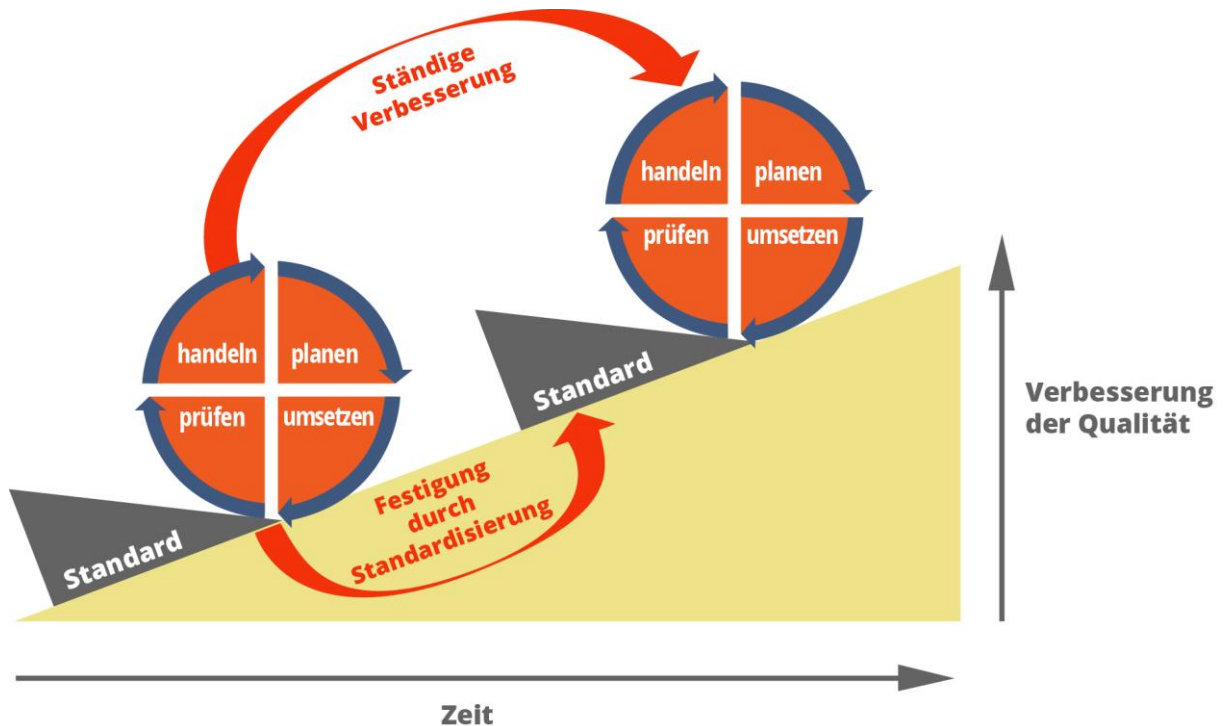 Ständige
Verbesserung
handeln planen
prüfen umsetzen
handeln planen
prüfen umsetzen
Standard
Standard
Festigung
durch
Standardisierung
Verbesserung
der Qualität
Zeit